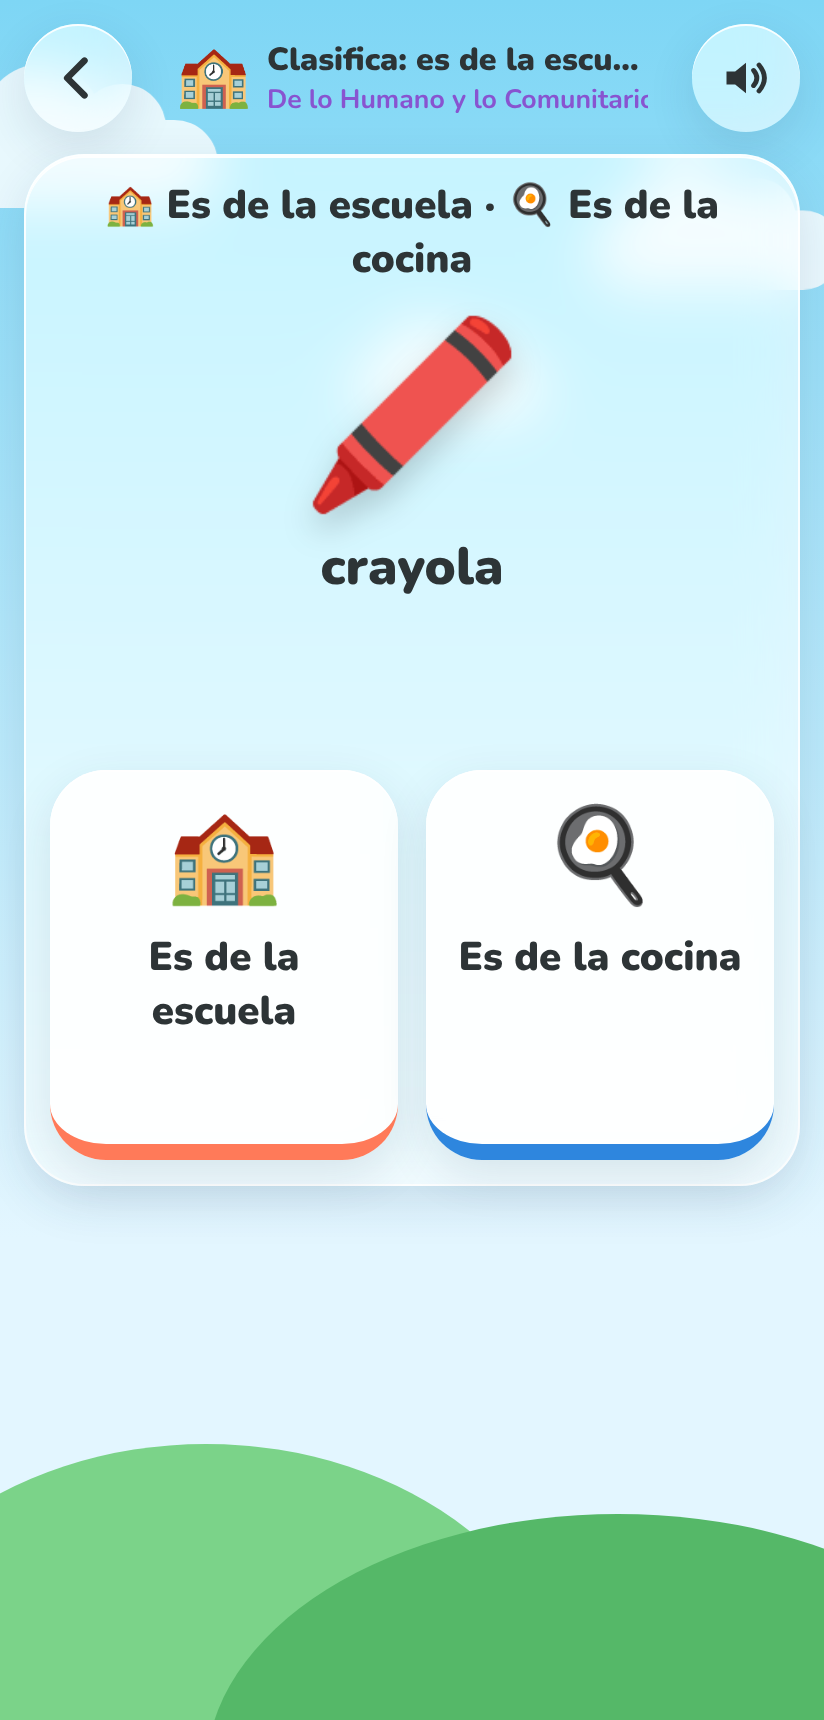 Clasifica: es de la escu...
De lo Humano y lo Comunitario
🏫 Es de la escuela · 🍳 Es de la
cocina
crayola
Es de la
escuela
Es de la cocina